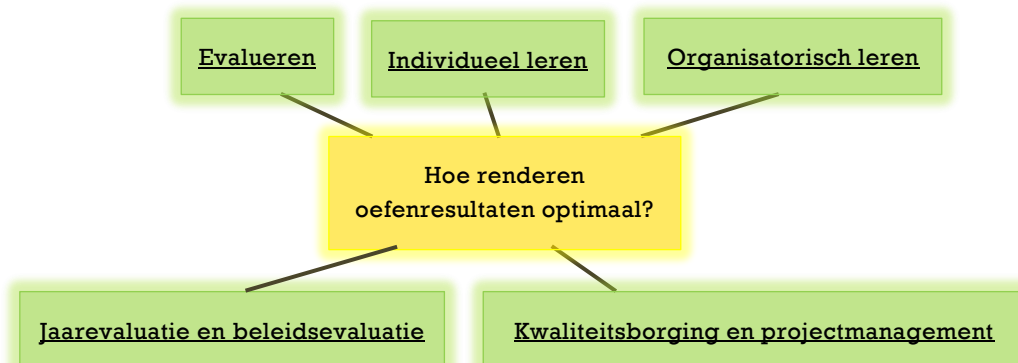 Evalueren
Individueel leren
Organisatorisch leren
Hoe renderen
oefenresultaten optimaal?
Jaarevaluatie en beleidsevaluatie
Kwaliteitsborging en projectmanagement